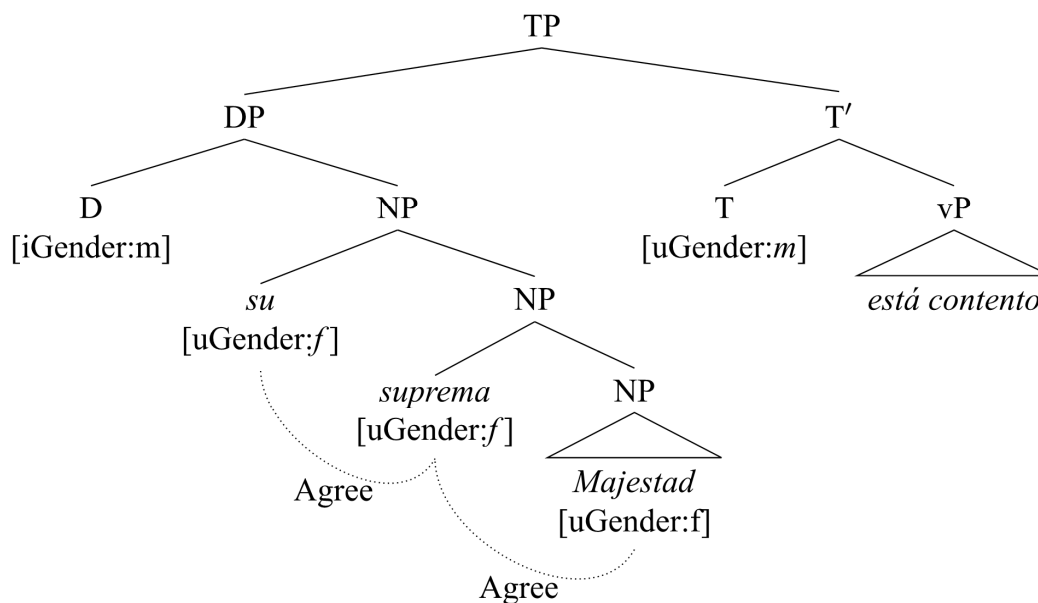 TP
DP T′
D NP T vP
[iGender:m] [uGender:m]
su NP está contento
[uGender:f]
suprema NP
[uGender:f]
Agree Majestad
[uGender:f]
Agree